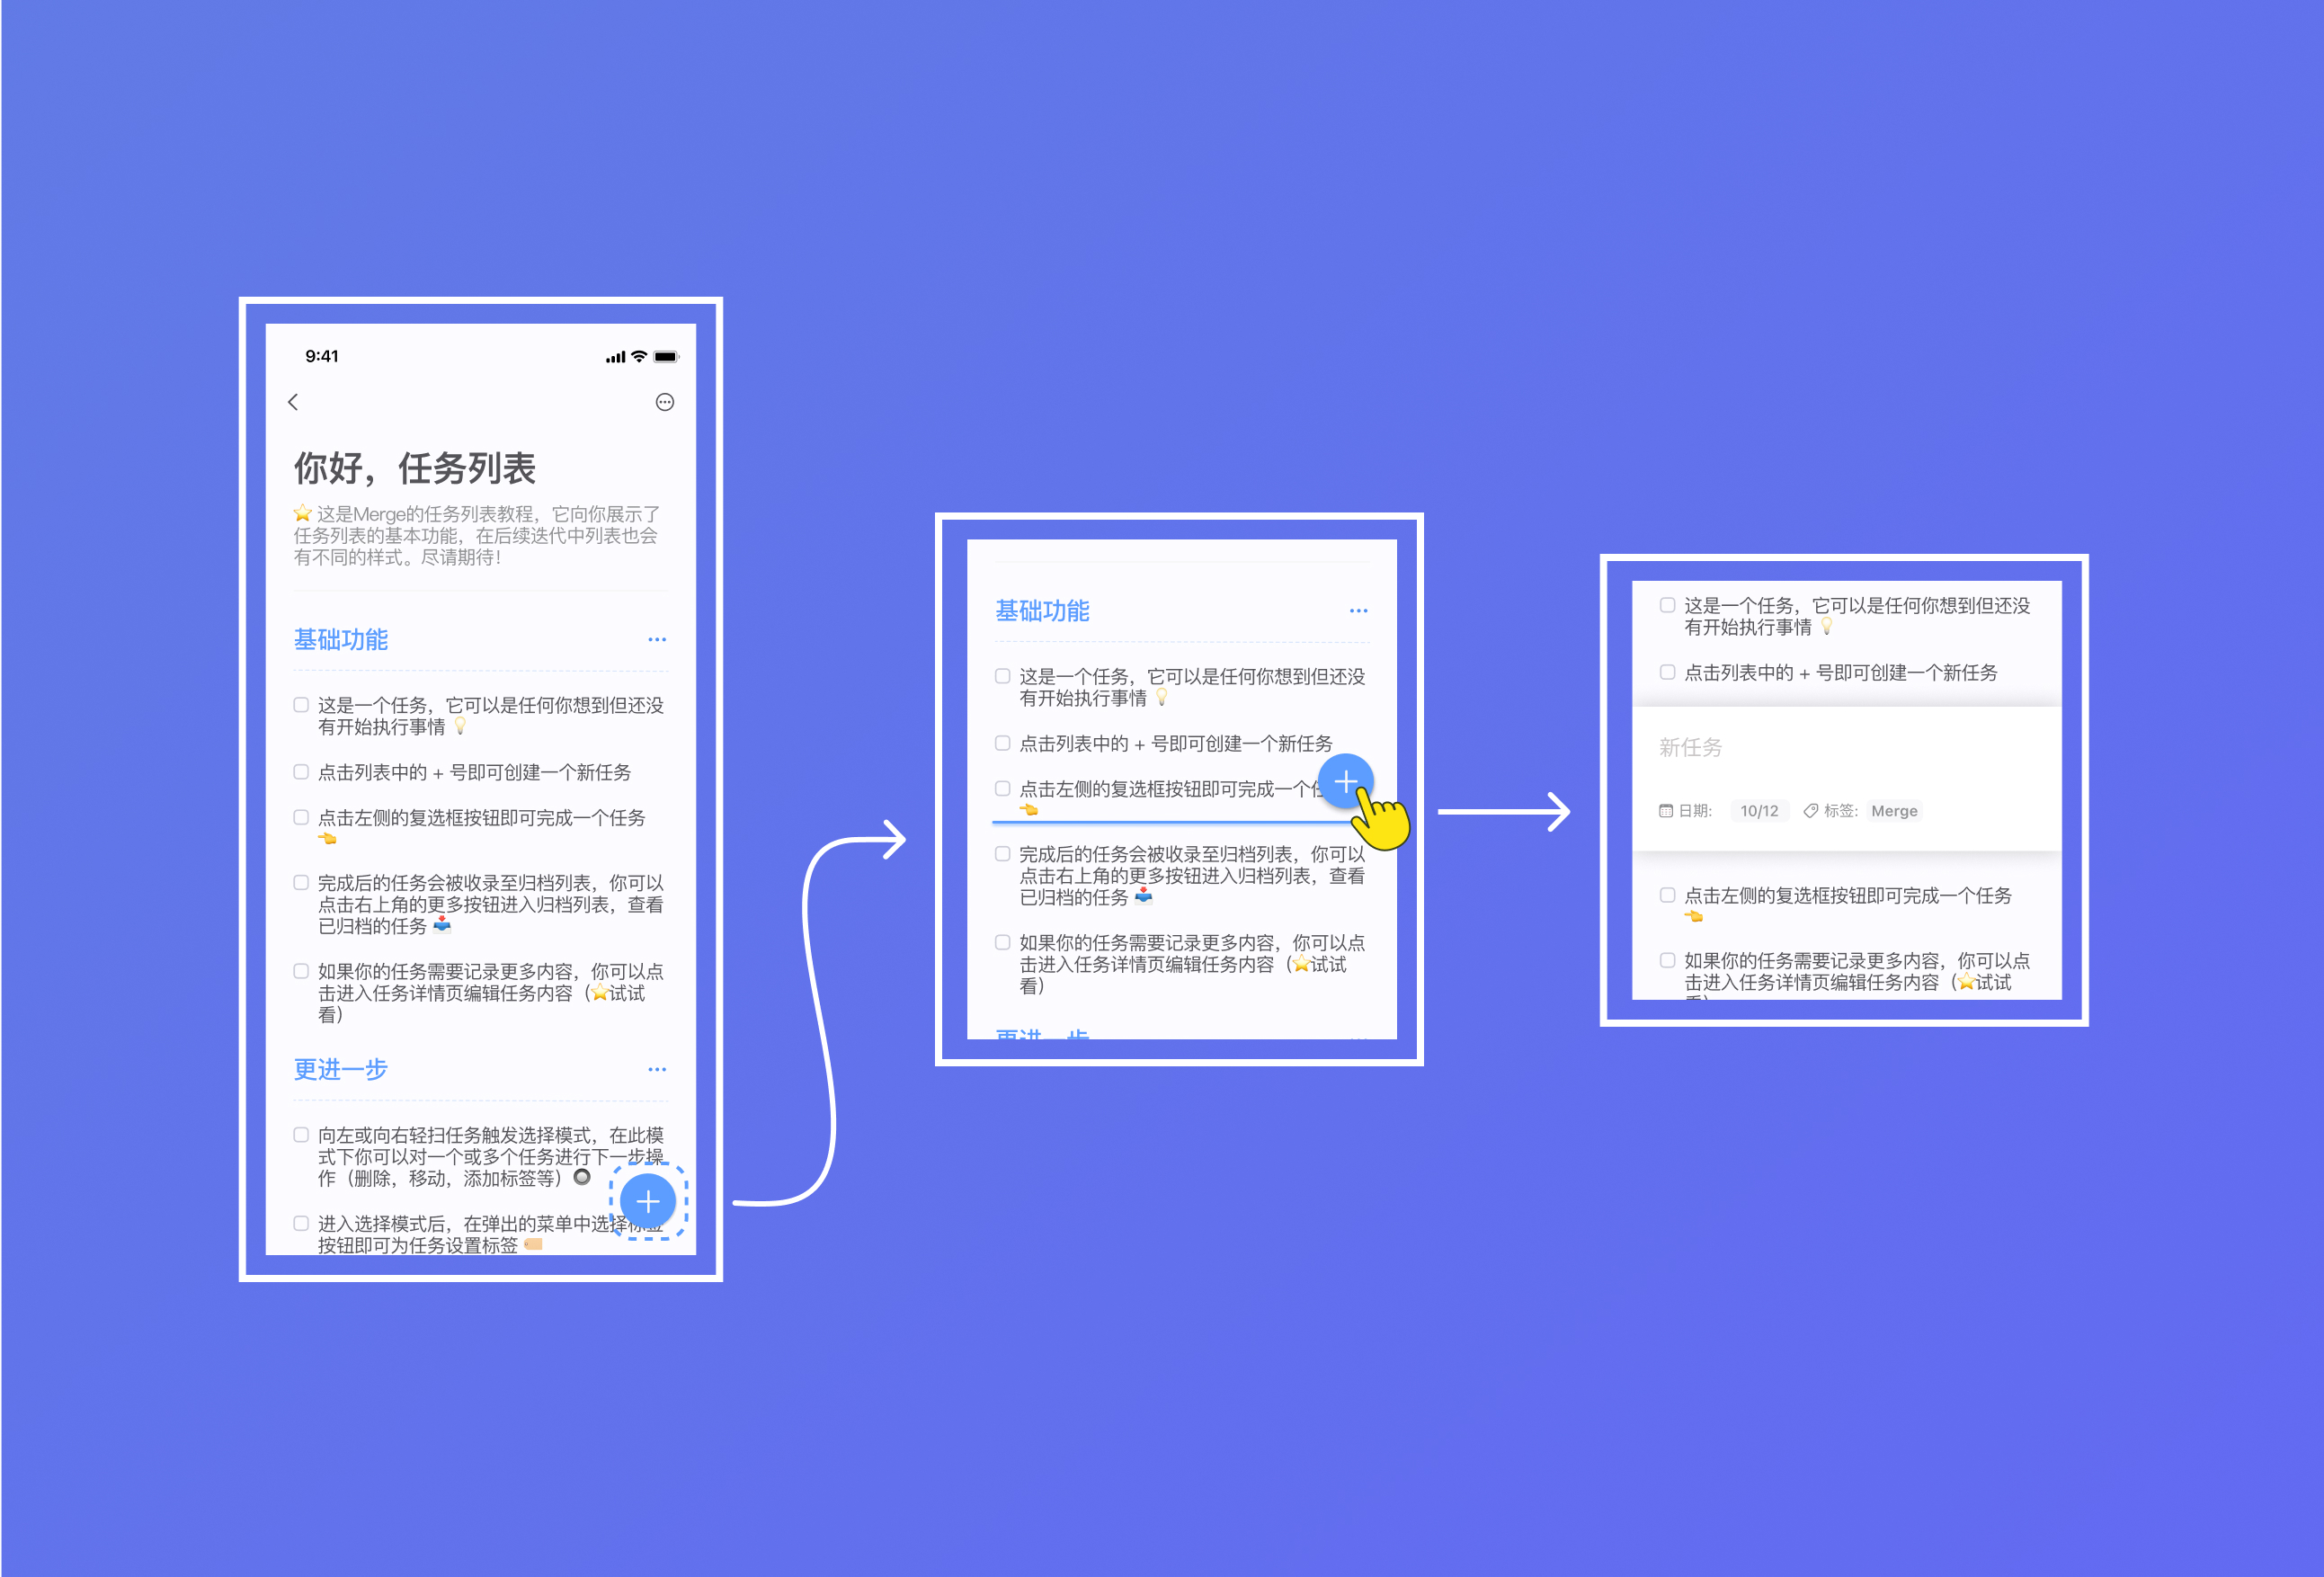 9:41
你好，任务列表
⭐ 这是Merge的任务列表教程，它向你展示了
任务列表的基本功能，在后续迭代中列表也会
有不同的样式。尽请期待！
基础功能
这是一个任务，它可以是任何你想到但还没
有开始执行事情 💡
点击列表中的 + 号即可创建一个新任务
点击左侧的复选框按钮即可完成一个任务
👈
完成后的任务会被收录至归档列表，你可以
点击右上角的更多按钮进入归档列表，查看
已归档的任务 📥
如果你的任务需要记录更多内容，你可以点
击进入任务详情页编辑任务内容（⭐试试
看）
更进一步
向左或向右轻扫任务触发选择模式，在此模
式下你可以对一个或多个任务进行下一步操
作（删除，移动，添加标签等）🔘
进入选择模式后，在弹出的菜单中选择标签
按钮即可为任务设置标签 🏷️
基础功能
这是一个任务，它可以是任何你想到但还没
有开始执行事情 💡
点击列表中的 + 号即可创建一个新任务
点击左侧的复选框按钮即可完成一个
👈
完成后的任务会被收录至归档列表，你可以
点击右上角的更多按钮进入归档列表，查看
已归档的任务 📥
如果你的任务需要记录更多内容，你可以点
击进入任务详情页编辑任务内容（⭐试试
看）
更进一步
这是一个任务，它可以是任何你想到但还没
有开始执行事情 💡
点击列表中的 + 号即可创建一个新任务
新任务
日期: 10/12 标签: Merge
点击左侧的复选框按钮即可完成一个任务
👈
如果你的任务需要记录更多内容，你可以点
击进入任务详情页编辑任务内容（⭐试试